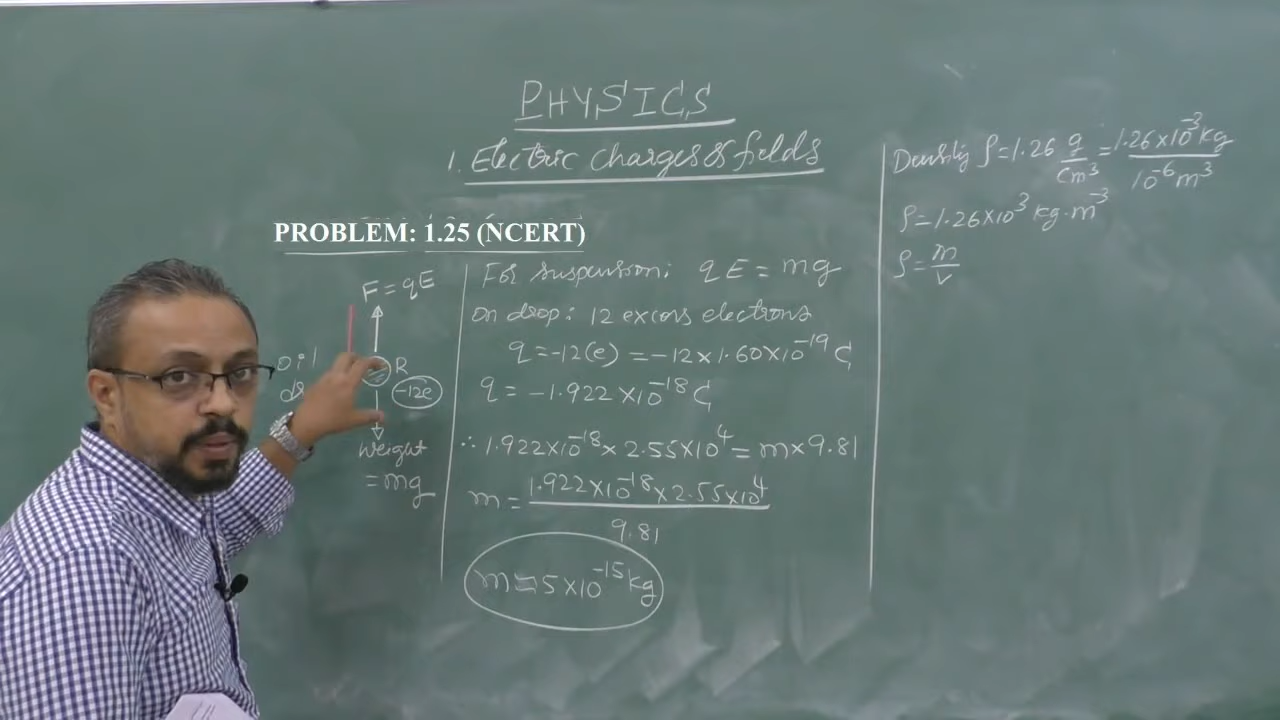 PHYSICS
1. Electric charges & fields
PROBLEM: 1.25 (NCERT)
F = qE
oil
R
-12e
Weight
= mg
For suspension: qE = mg
On drop: 12 excess electrons
q = -12(e) = -12 × 1.60 × 10⁻¹⁹ C
q = -1.922 × 10⁻¹⁸ C
∴ 1.922 × 10⁻¹⁸ × 2.55 × 10⁴ = m × 9.81
m = 1.922 × 10⁻¹⁸ × 2.55 × 10⁴
9.81
m ≃ 5 × 10⁻¹⁵ kg
Density ρ = 1.26 g/cm³ = 1.26 × 10⁻³ kg / 10⁻⁶ m³
ρ = 1.26 × 10³ kg·m⁻³
ρ = m/v